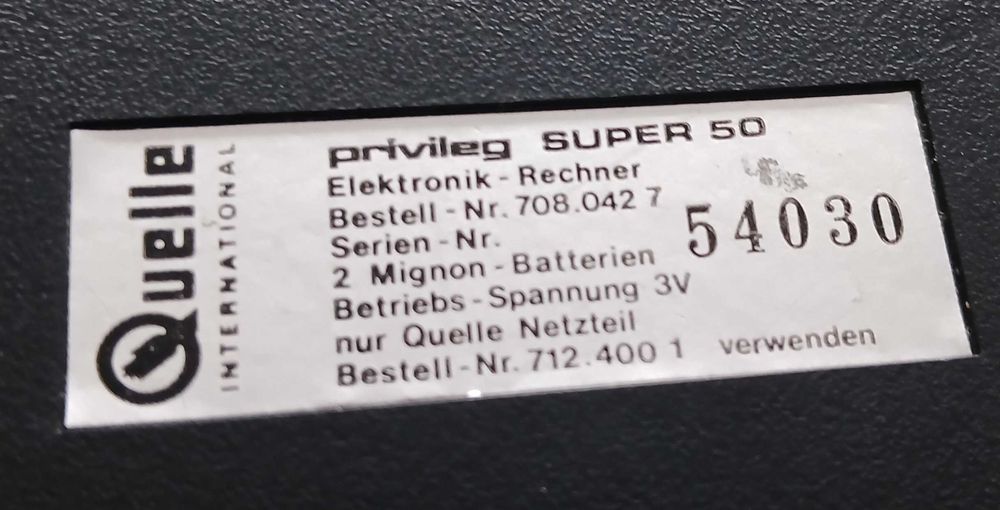 Quelle
INTERNATIONAL
privileg SUPER 50
Elektronik - Rechner
Bestell - Nr. 708.042 7
Serien - Nr. 54030
2 Mignon - Batterien
Betriebs - Spannung 3V
nur Quelle Netzteil
Bestell - Nr. 712.400 1 verwenden